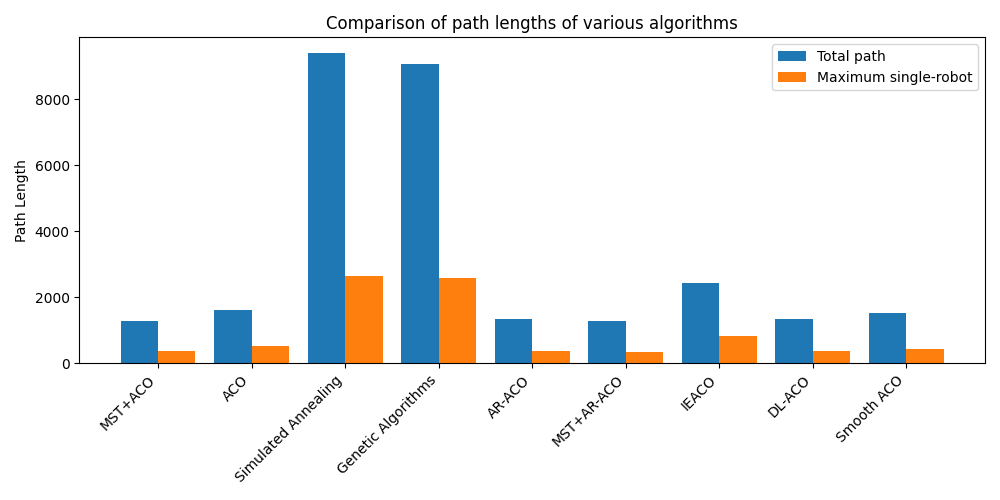 Comparison of path lengths of various algorithms
Total path
Maximum single-robot
Path Length
8000
6000
4000
2000
0
MST+ACO
ACO
Simulated Annealing
Genetic Algorithms
AR-ACO
MST+AR-ACO
IEACO
DL-ACO
Smooth ACO